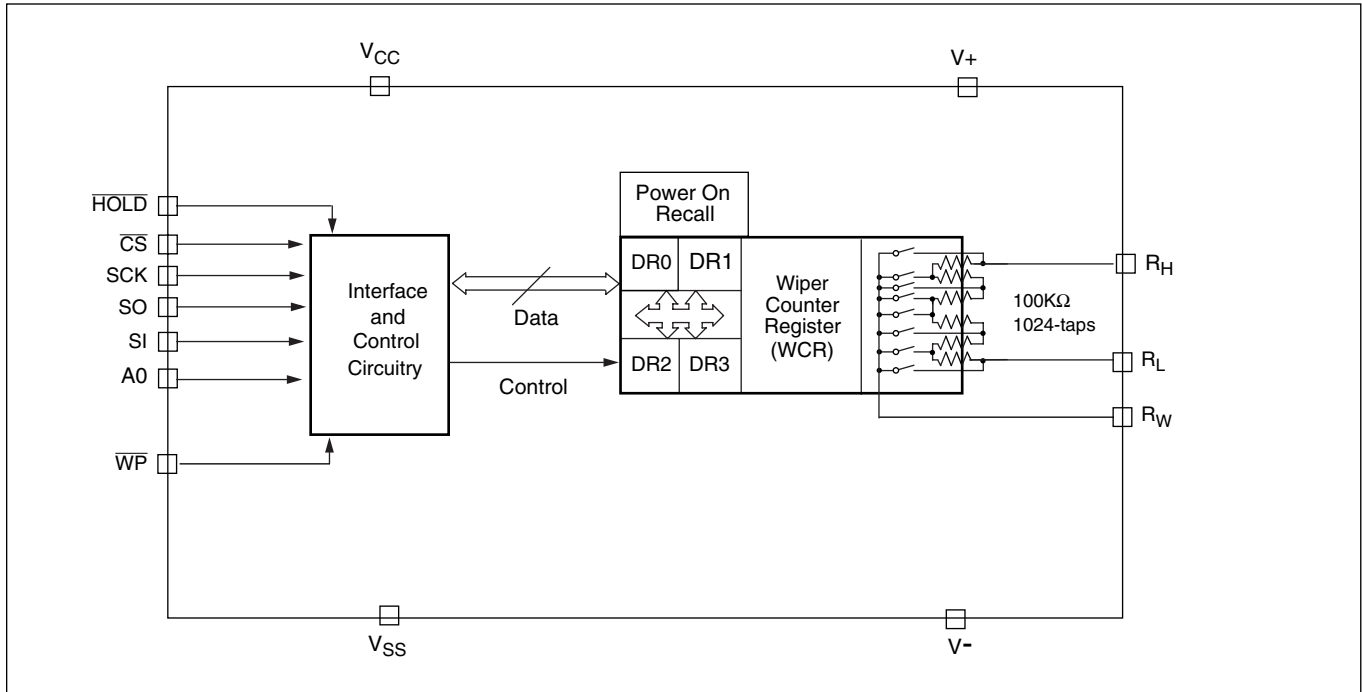 VCC
V+
HOLD
CS
SCK
SO
SI
A0
WP
Interface
and
Control
Circuitry
Data
Control
Power On
Recall
DR0 DR1
DR2 DR3
Wiper
Counter
Register
(WCR)
100KΩ
1024-taps
RH
RL
RW
VSS
V-